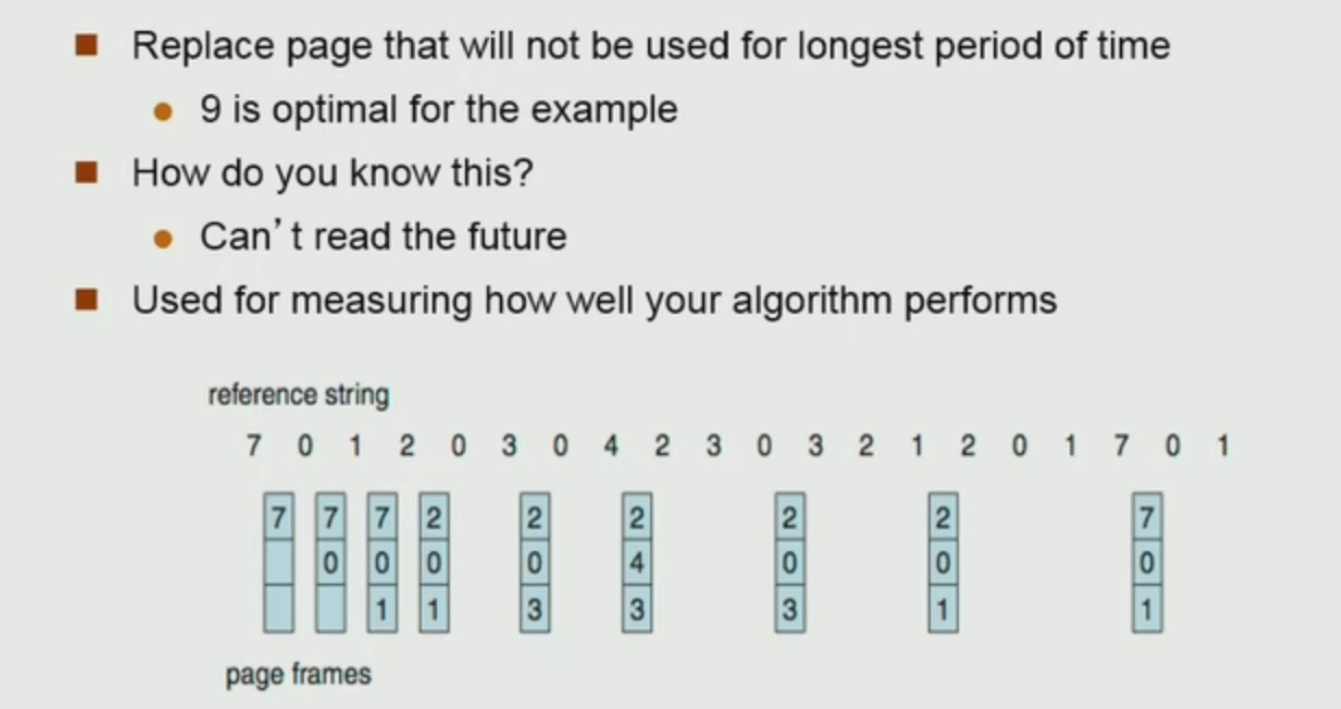 Replace page that will not be used for longest period of time
9 is optimal for the example
How do you know this?
Can't read the future
Used for measuring how well your algorithm performs
reference string
7 0 1 2 0 3 0 4 2 3 0 3 2 1 2 0 1 7 0 1
7 7 7 2 2 2 2 2 7
0 0 0 0 4 0 0 0
1 1 3 3 3 1 1
page frames